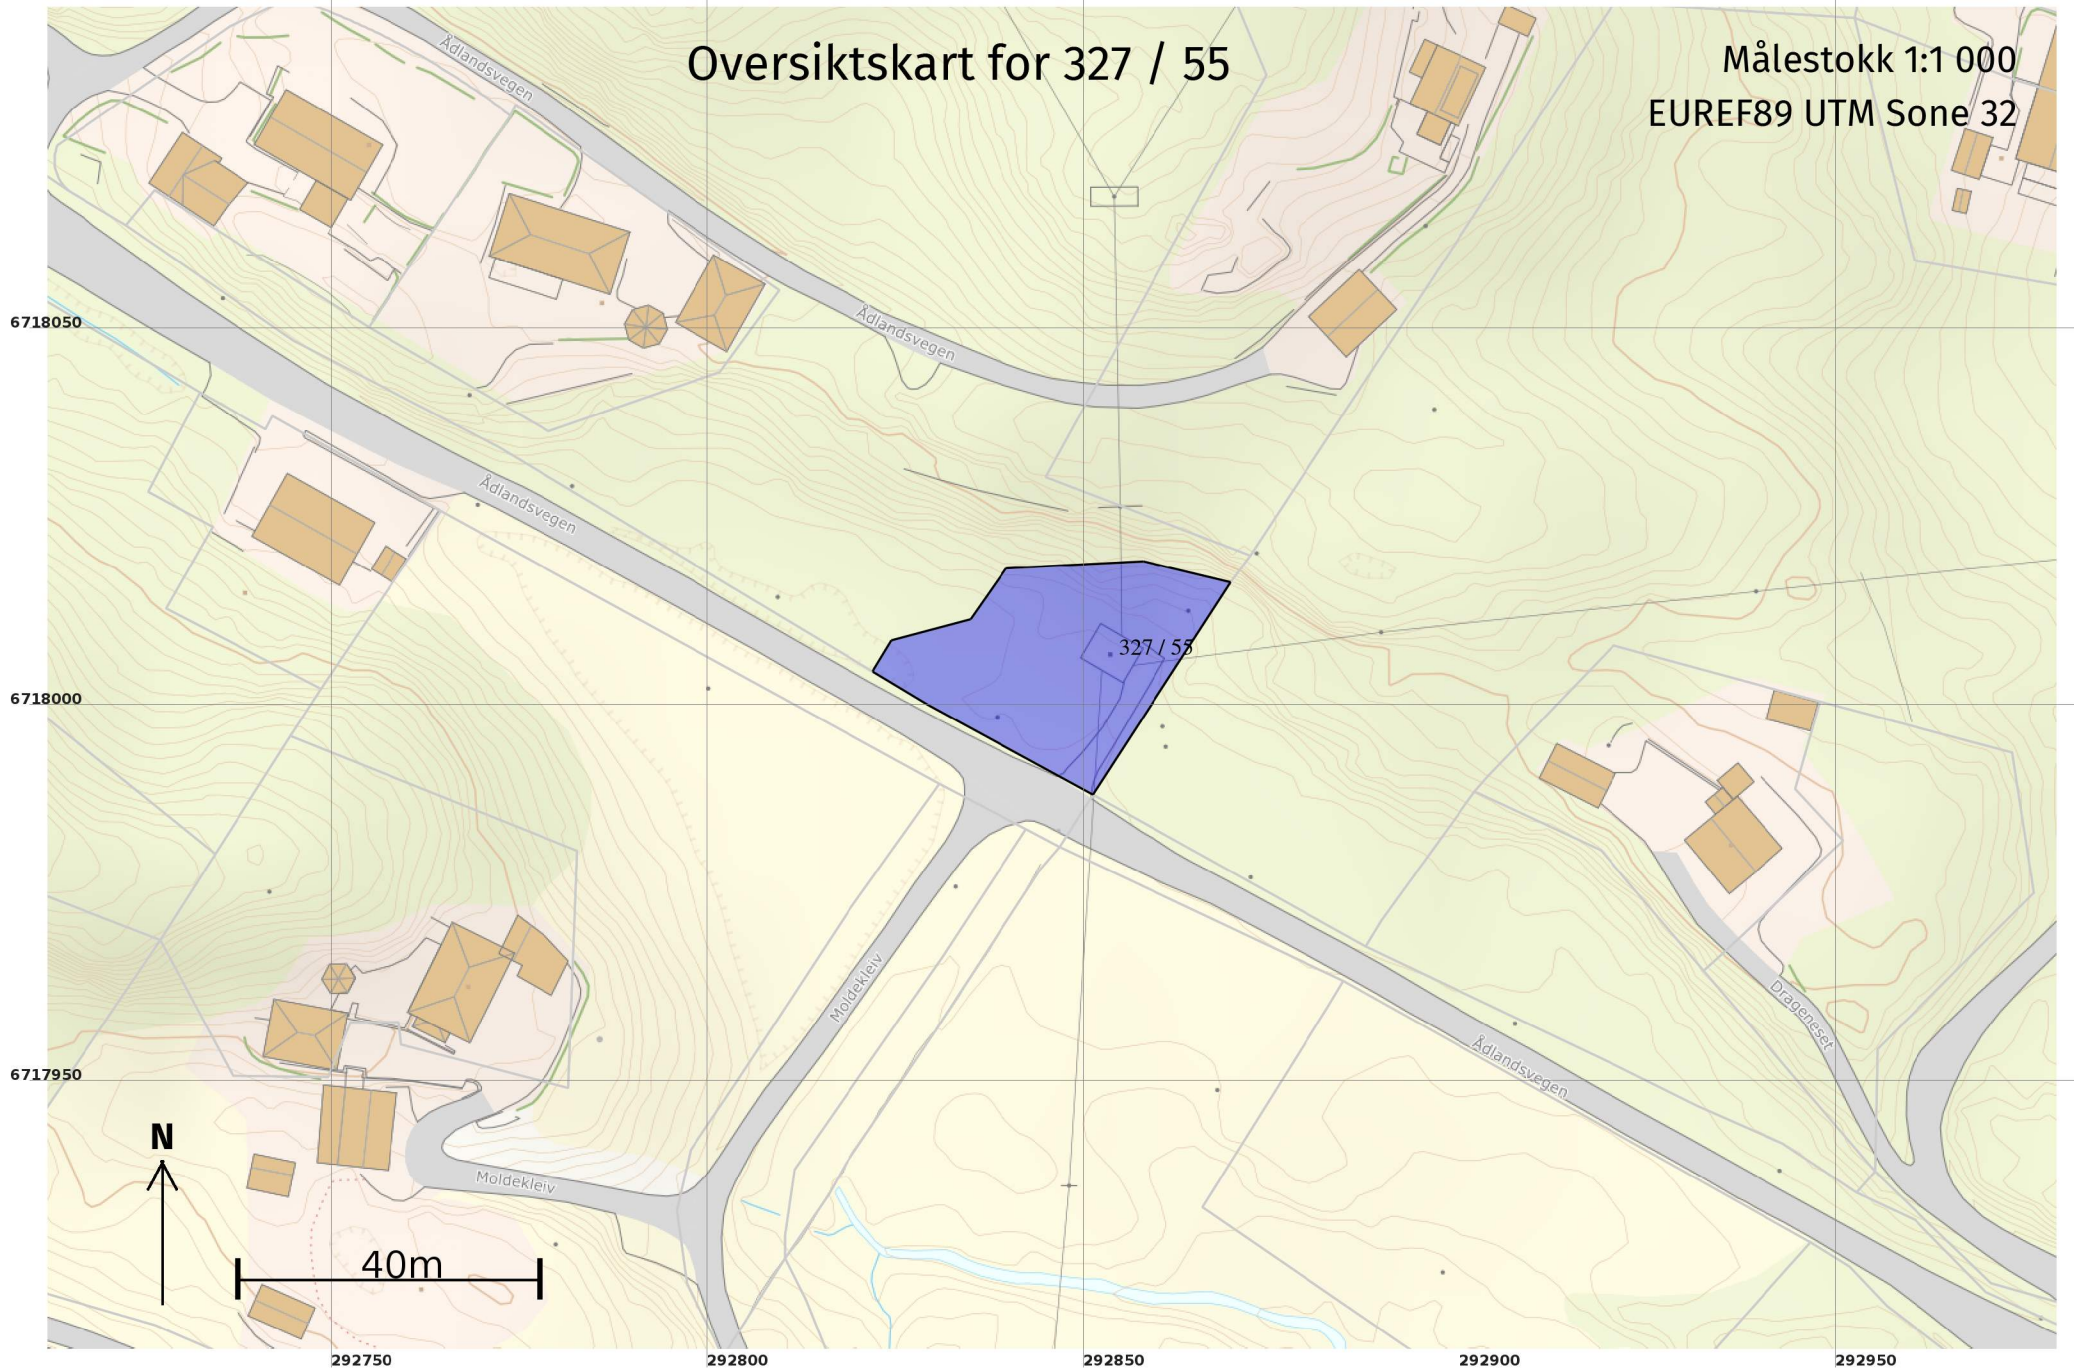 Oversiktskart for 327 / 55
Målestokk 1:1 000
EUREF89 UTM Sone 32
Ådlandsvegen
Ådlandsvegen
6718050
Ådlandsvegen
327 / 55
6718000
Moldekleiv
Drageneset
Ådlandsvegen
6717950
N
Moldekleiv
40m
292750
292800
292850
292900
292950